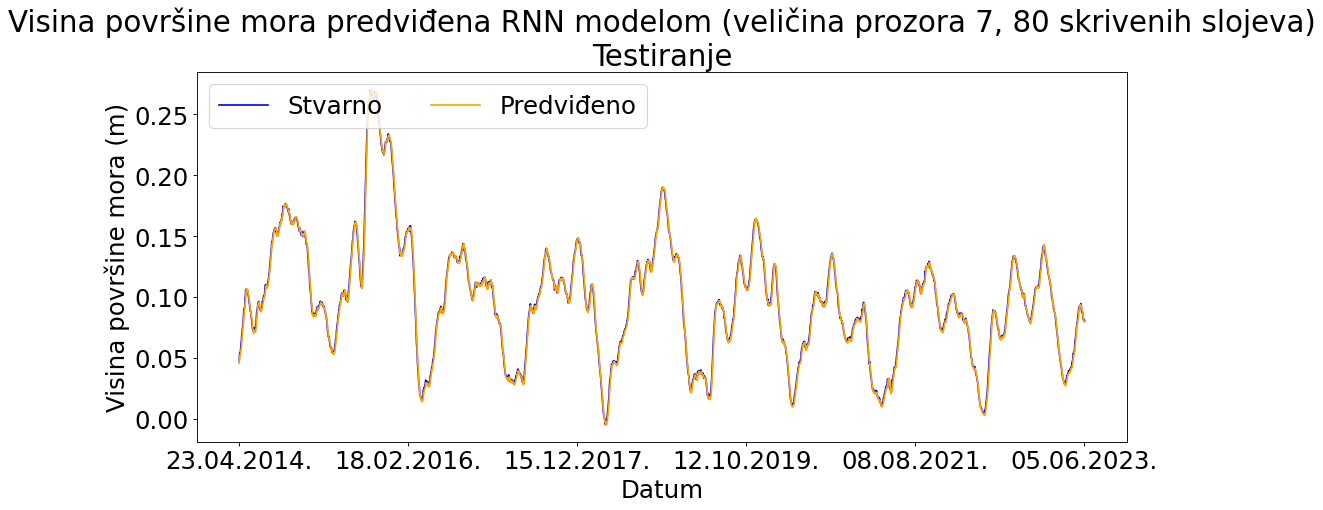 Visina površine mora predviđena RNN modelom (veličina prozora 7, 80 skrivenih slojeva)
Testiranje
Stvarno Predviđeno
Visina površine mora (m)
0.25
0.20
0.15
0.10
0.05
0.00
23.04.2014. 18.02.2016. 15.12.2017. 12.10.2019. 08.08.2021. 05.06.2023.
Datum